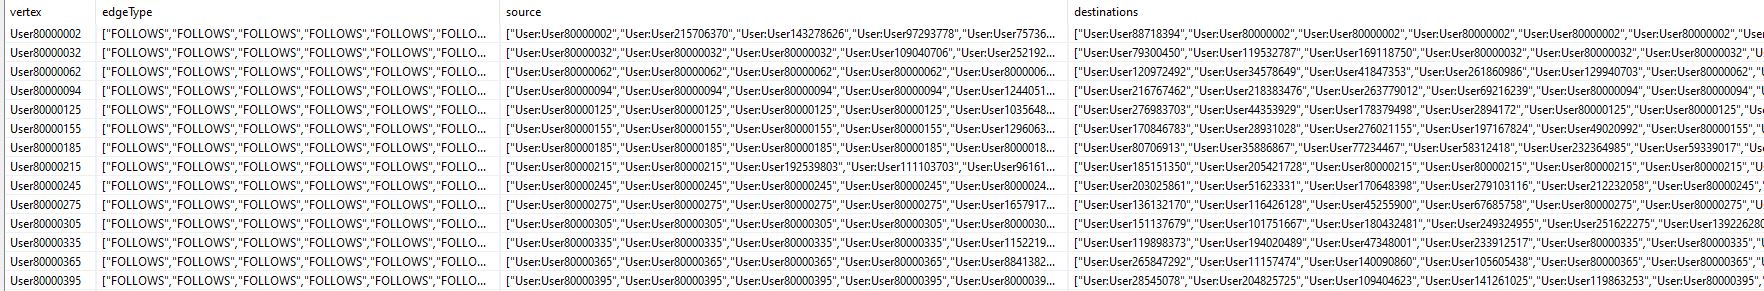 vertex edgeType source destinations
User80000002 ["FOLLOWS","FOLLOWS","FOLLOWS","FOLLOWS","FOLLOWS","FOLLO... ["User:User80000002","User:User215706370","User:User143278626","User:User97293778","User:User75736... ["User:User88718394","User:User80000002","User:User80000002","User:User80000002","User:User80000002","User:User80000002","User
User80000032 ["FOLLOWS","FOLLOWS","FOLLOWS","FOLLOWS","FOLLOWS","FOLLO... ["User:User80000032","User:User80000032","User:User80000032","User:User109040706","User:User252192... ["User:User79300450","User:User119532787","User:User169118750","User:User80000032","User:User80000032","User:
User80000062 ["FOLLOWS","FOLLOWS","FOLLOWS","FOLLOWS","FOLLOWS","FOLLO... ["User:User80000062","User:User80000062","User:User80000062","User:User80000062","User:User8000006... ["User:User120972492","User:User34578649","User:User41847353","User:User261860986","User:User129940703","User:User80000062","
User80000094 ["FOLLOWS","FOLLOWS","FOLLOWS","FOLLOWS","FOLLOWS","FOLLO... ["User:User80000094","User:User80000094","User:User80000094","User:User80000094","User:User1244051... ["User:User216767462","User:User218383476","User:User263779012","User:User69216239","User:User80000094","User:User80000094","
User80000125 ["FOLLOWS","FOLLOWS","FOLLOWS","FOLLOWS","FOLLOWS","FOLLO... ["User:User80000125","User:User80000125","User:User80000125","User:User80000125","User:User1035648... ["User:User276983703","User:User44353929","User:User178379498","User:User2894172","User:User80000125","User:User80000125","Us
User80000155 ["FOLLOWS","FOLLOWS","FOLLOWS","FOLLOWS","FOLLOWS","FOLLO... ["User:User80000155","User:User80000155","User:User80000155","User:User80000155","User:User1296063... ["User:User170846783","User:User28931028","User:User276021155","User:User197167824","User:User49020992","User:User80000155","
User80000185 ["FOLLOWS","FOLLOWS","FOLLOWS","FOLLOWS","FOLLOWS","FOLLO... ["User:User80000185","User:User80000185","User:User80000185","User:User80000185","User:User8000018... ["User:User80706913","User:User35886867","User:User77234467","User:User58312418","User:User232364985","User:User59339017","Use
User80000215 ["FOLLOWS","FOLLOWS","FOLLOWS","FOLLOWS","FOLLOWS","FOLLO... ["User:User80000215","User:User80000215","User:User192539803","User:User111103703","User:User96161... ["User:User185151350","User:User205421728","User:User80000215","User:User80000215","User:User80000215","User:User80000215","U
User80000245 ["FOLLOWS","FOLLOWS","FOLLOWS","FOLLOWS","FOLLOWS","FOLLO... ["User:User80000245","User:User80000245","User:User80000245","User:User80000245","User:User8000024... ["User:User203025861","User:User51623331","User:User170648398","User:User279103116","User:User212232058","User:User80000245"
User80000275 ["FOLLOWS","FOLLOWS","FOLLOWS","FOLLOWS","FOLLOWS","FOLLO... ["User:User80000275","User:User80000275","User:User80000275","User:User80000275","User:User1657917... ["User:User136132170","User:User116426128","User:User45255900","User:User67685758","User:User80000275","User:User80000275","Us
User80000305 ["FOLLOWS","FOLLOWS","FOLLOWS","FOLLOWS","FOLLOWS","FOLLO... ["User:User80000305","User:User80000305","User:User80000305","User:User80000305","User:User8000030... ["User:User151137679","User:User101751667","User:User180432481","User:User249324955","User:User251622275","User:User139226280
User80000335 ["FOLLOWS","FOLLOWS","FOLLOWS","FOLLOWS","FOLLOWS","FOLLO... ["User:User80000335","User:User80000335","User:User80000335","User:User80000335","User:User1152219... ["User:User119898373","User:User194020489","User:User47348001","User:User233912517","User:User80000335","User:User80000335","
User80000365 ["FOLLOWS","FOLLOWS","FOLLOWS","FOLLOWS","FOLLOWS","FOLLO... ["User:User80000365","User:User80000365","User:User80000365","User:User80000365","User:User8841382... ["User:User265847292","User:User11157474","User:User140090860","User:User105605438","User:User80000365","User:User80000365","
User80000395 ["FOLLOWS","FOLLOWS","FOLLOWS","FOLLOWS","FOLLOWS","FOLLO... ["User:User80000395","User:User80000395","User:User80000395","User:User80000395","User:User8000039... ["User:User28545078","User:User204825725","User:User109404623","User:User141261025","User:User119863253","User:User80000395",